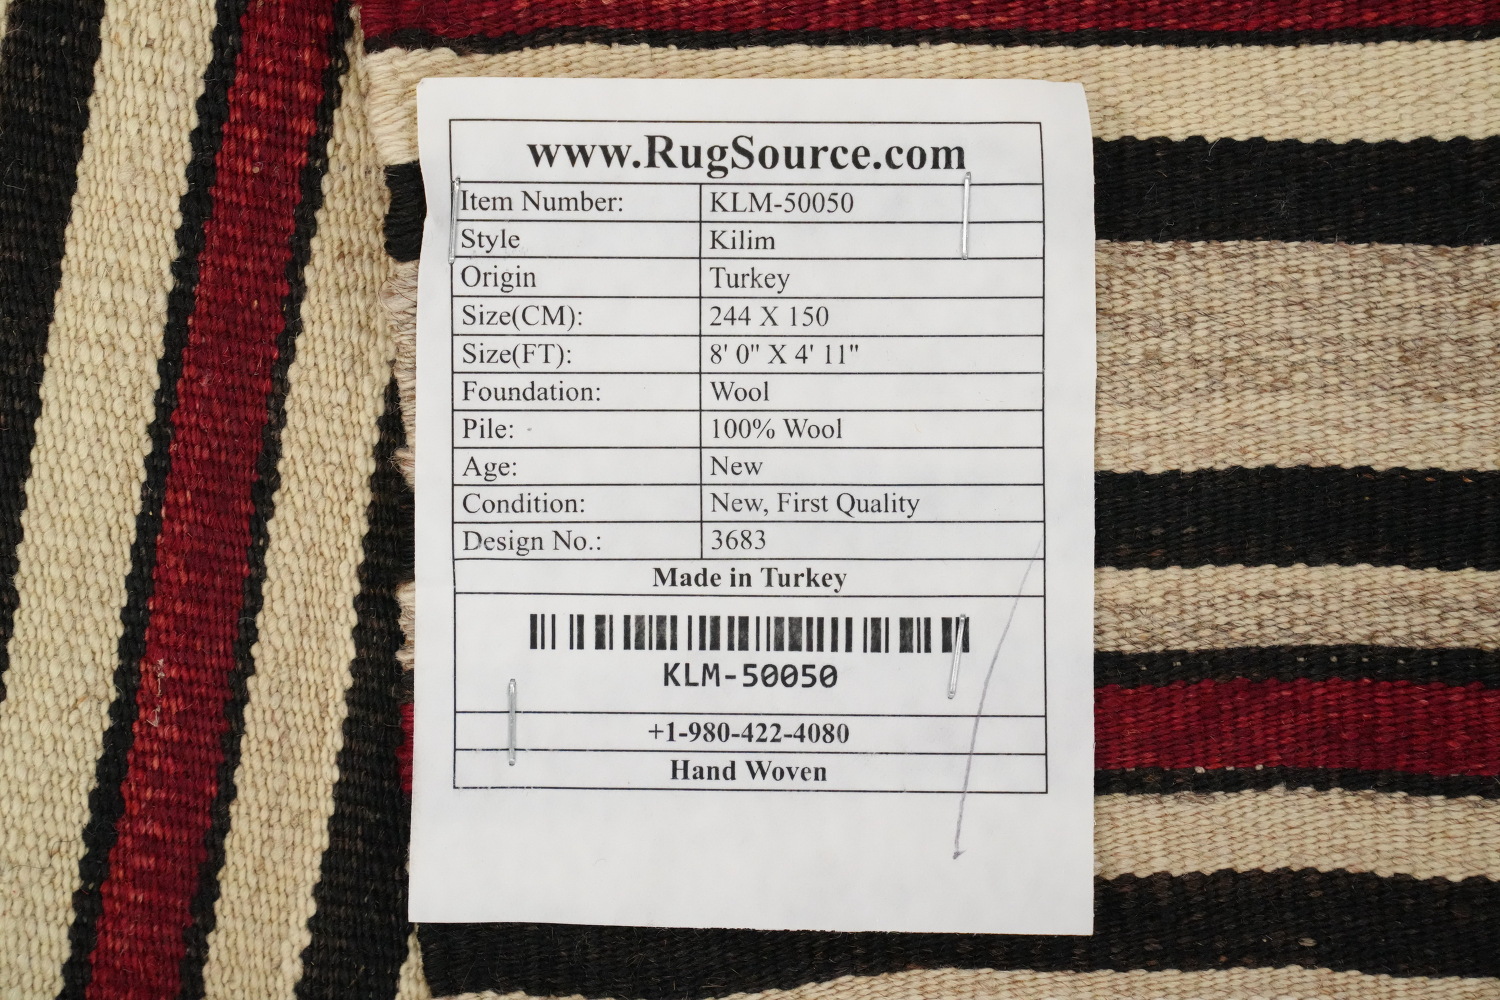 www.RugSource.com
Item Number: KLM-50050
Style Kilim
Origin Turkey
Size(CM): 244 X 150
Size(FT): 8' 0" X 4' 11"
Foundation: Wool
Pile: 100% Wool
Age: New
Condition: New, First Quality
Design No.: 3683
Made in Turkey
KLM-50050
+1-980-422-4080
Hand Woven